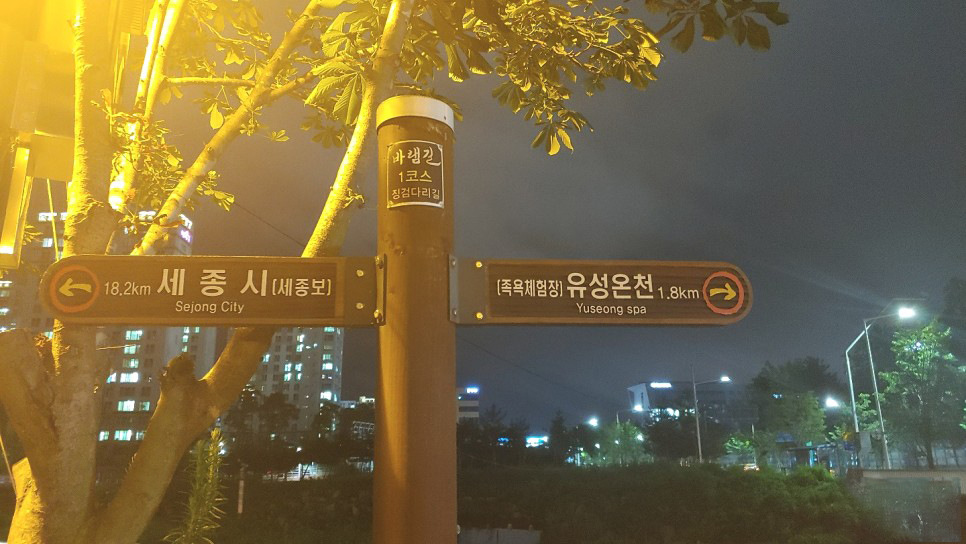 바램길
1코스
징검다리길
18.2km 세종시 [세종보]
Sejong City
[족욕체험장] 유성온천 1.8km
Yuseong spa